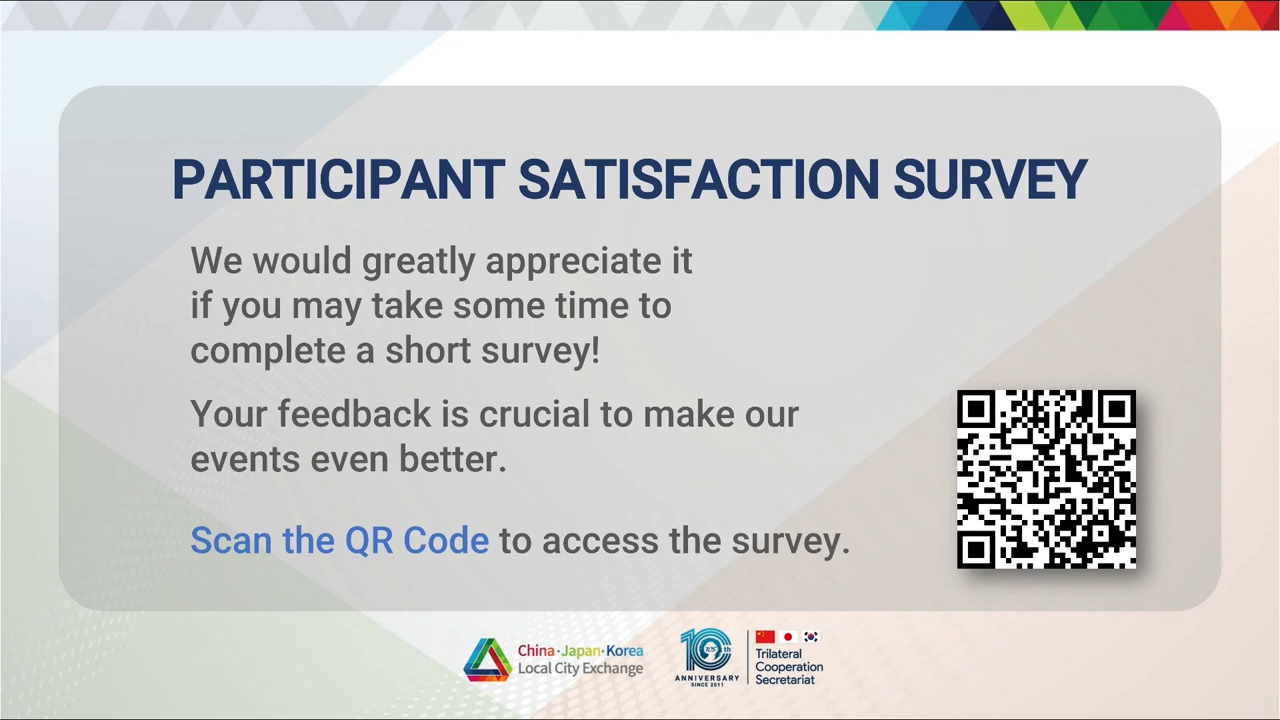 PARTICIPANT SATISFACTION SURVEY
We would greatly appreciate it
if you may take some time to
complete a short survey!
Your feedback is crucial to make our
events even better.
Scan the QR Code to access the survey.
China·Japan·Korea
Local City Exchange
10th
ANNIVERSARY
SINCE 2011
Trilateral
Cooperation
Secretariat